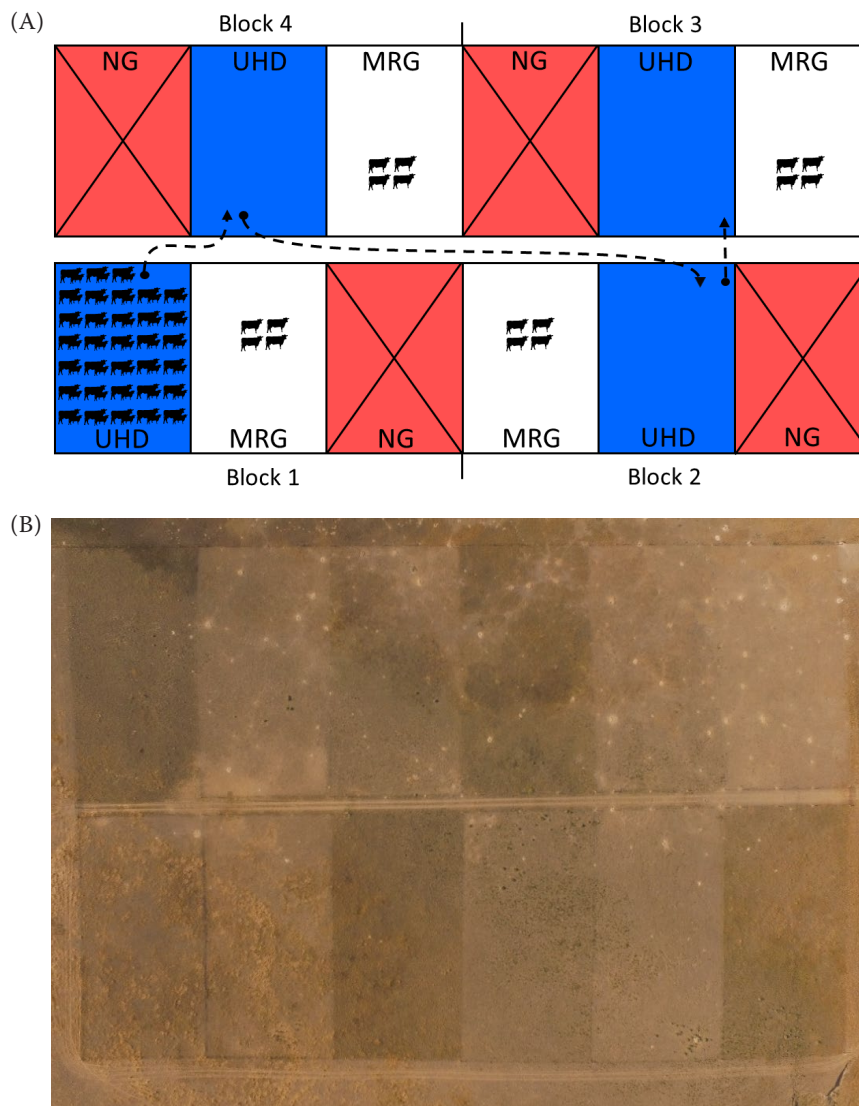 (A)
Block 4 Block 3
NG UHD MRG NG UHD MRG
UHD MRG NG MRG UHD NG
Block 1 Block 2
(B)